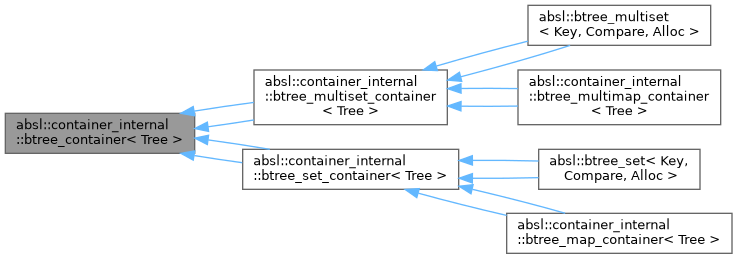 absl::container_internal
::btree_container< Tree >
absl::container_internal
::btree_multiset_container
< Tree >
absl::btree_multiset
< Key, Compare, Alloc >
absl::container_internal
::btree_multimap_container
< Tree >
absl::container_internal
::btree_set_container< Tree >
absl::btree_set< Key,
Compare, Alloc >
absl::container_internal
::btree_map_container< Tree >